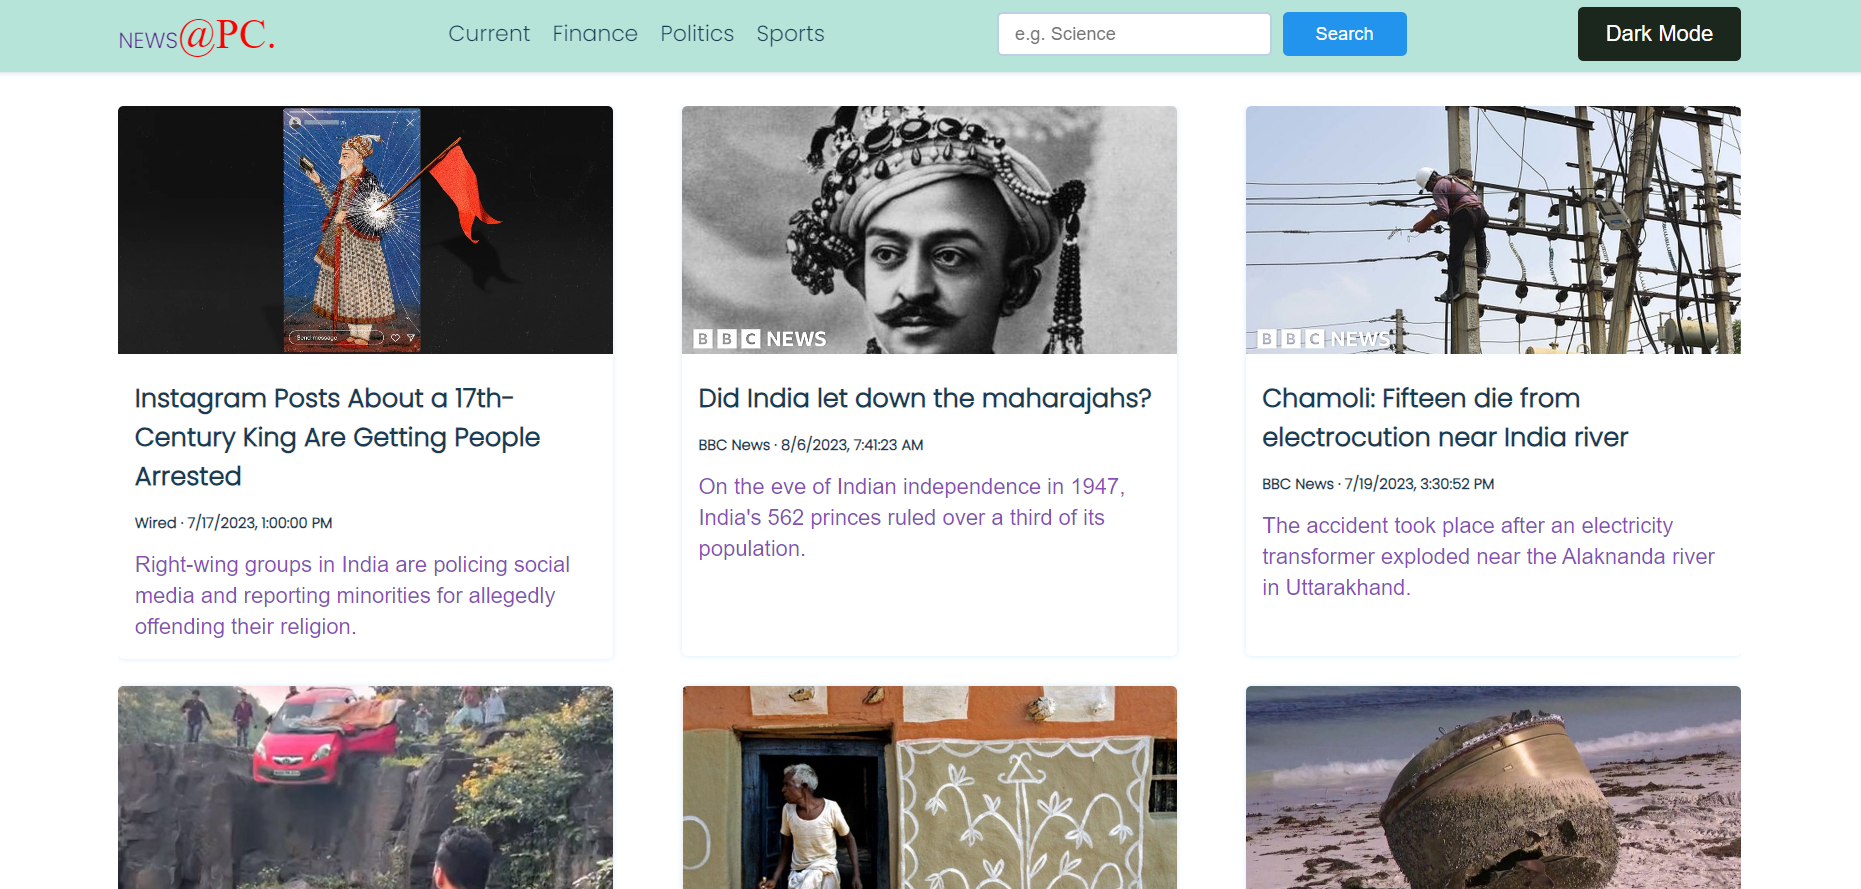 NEWS@PC.
Current Finance Politics Sports
e.g. Science
Search
Dark Mode
Send message
Instagram Posts About a 17th-
Century King Are Getting People
Arrested
Wired · 7/17/2023, 1:00:00 PM
Right-wing groups in India are policing social
media and reporting minorities for allegedly
offending their religion.
BBC NEWS
Did India let down the maharajahs?
BBC News · 8/6/2023, 7:41:23 AM
On the eve of Indian independence in 1947,
India's 562 princes ruled over a third of its
population.
BBC NEWS
Chamoli: Fifteen die from
electrocution near India river
BBC News · 7/19/2023, 3:30:52 PM
The accident took place after an electricity
transformer exploded near the Alaknanda river
in Uttarakhand.